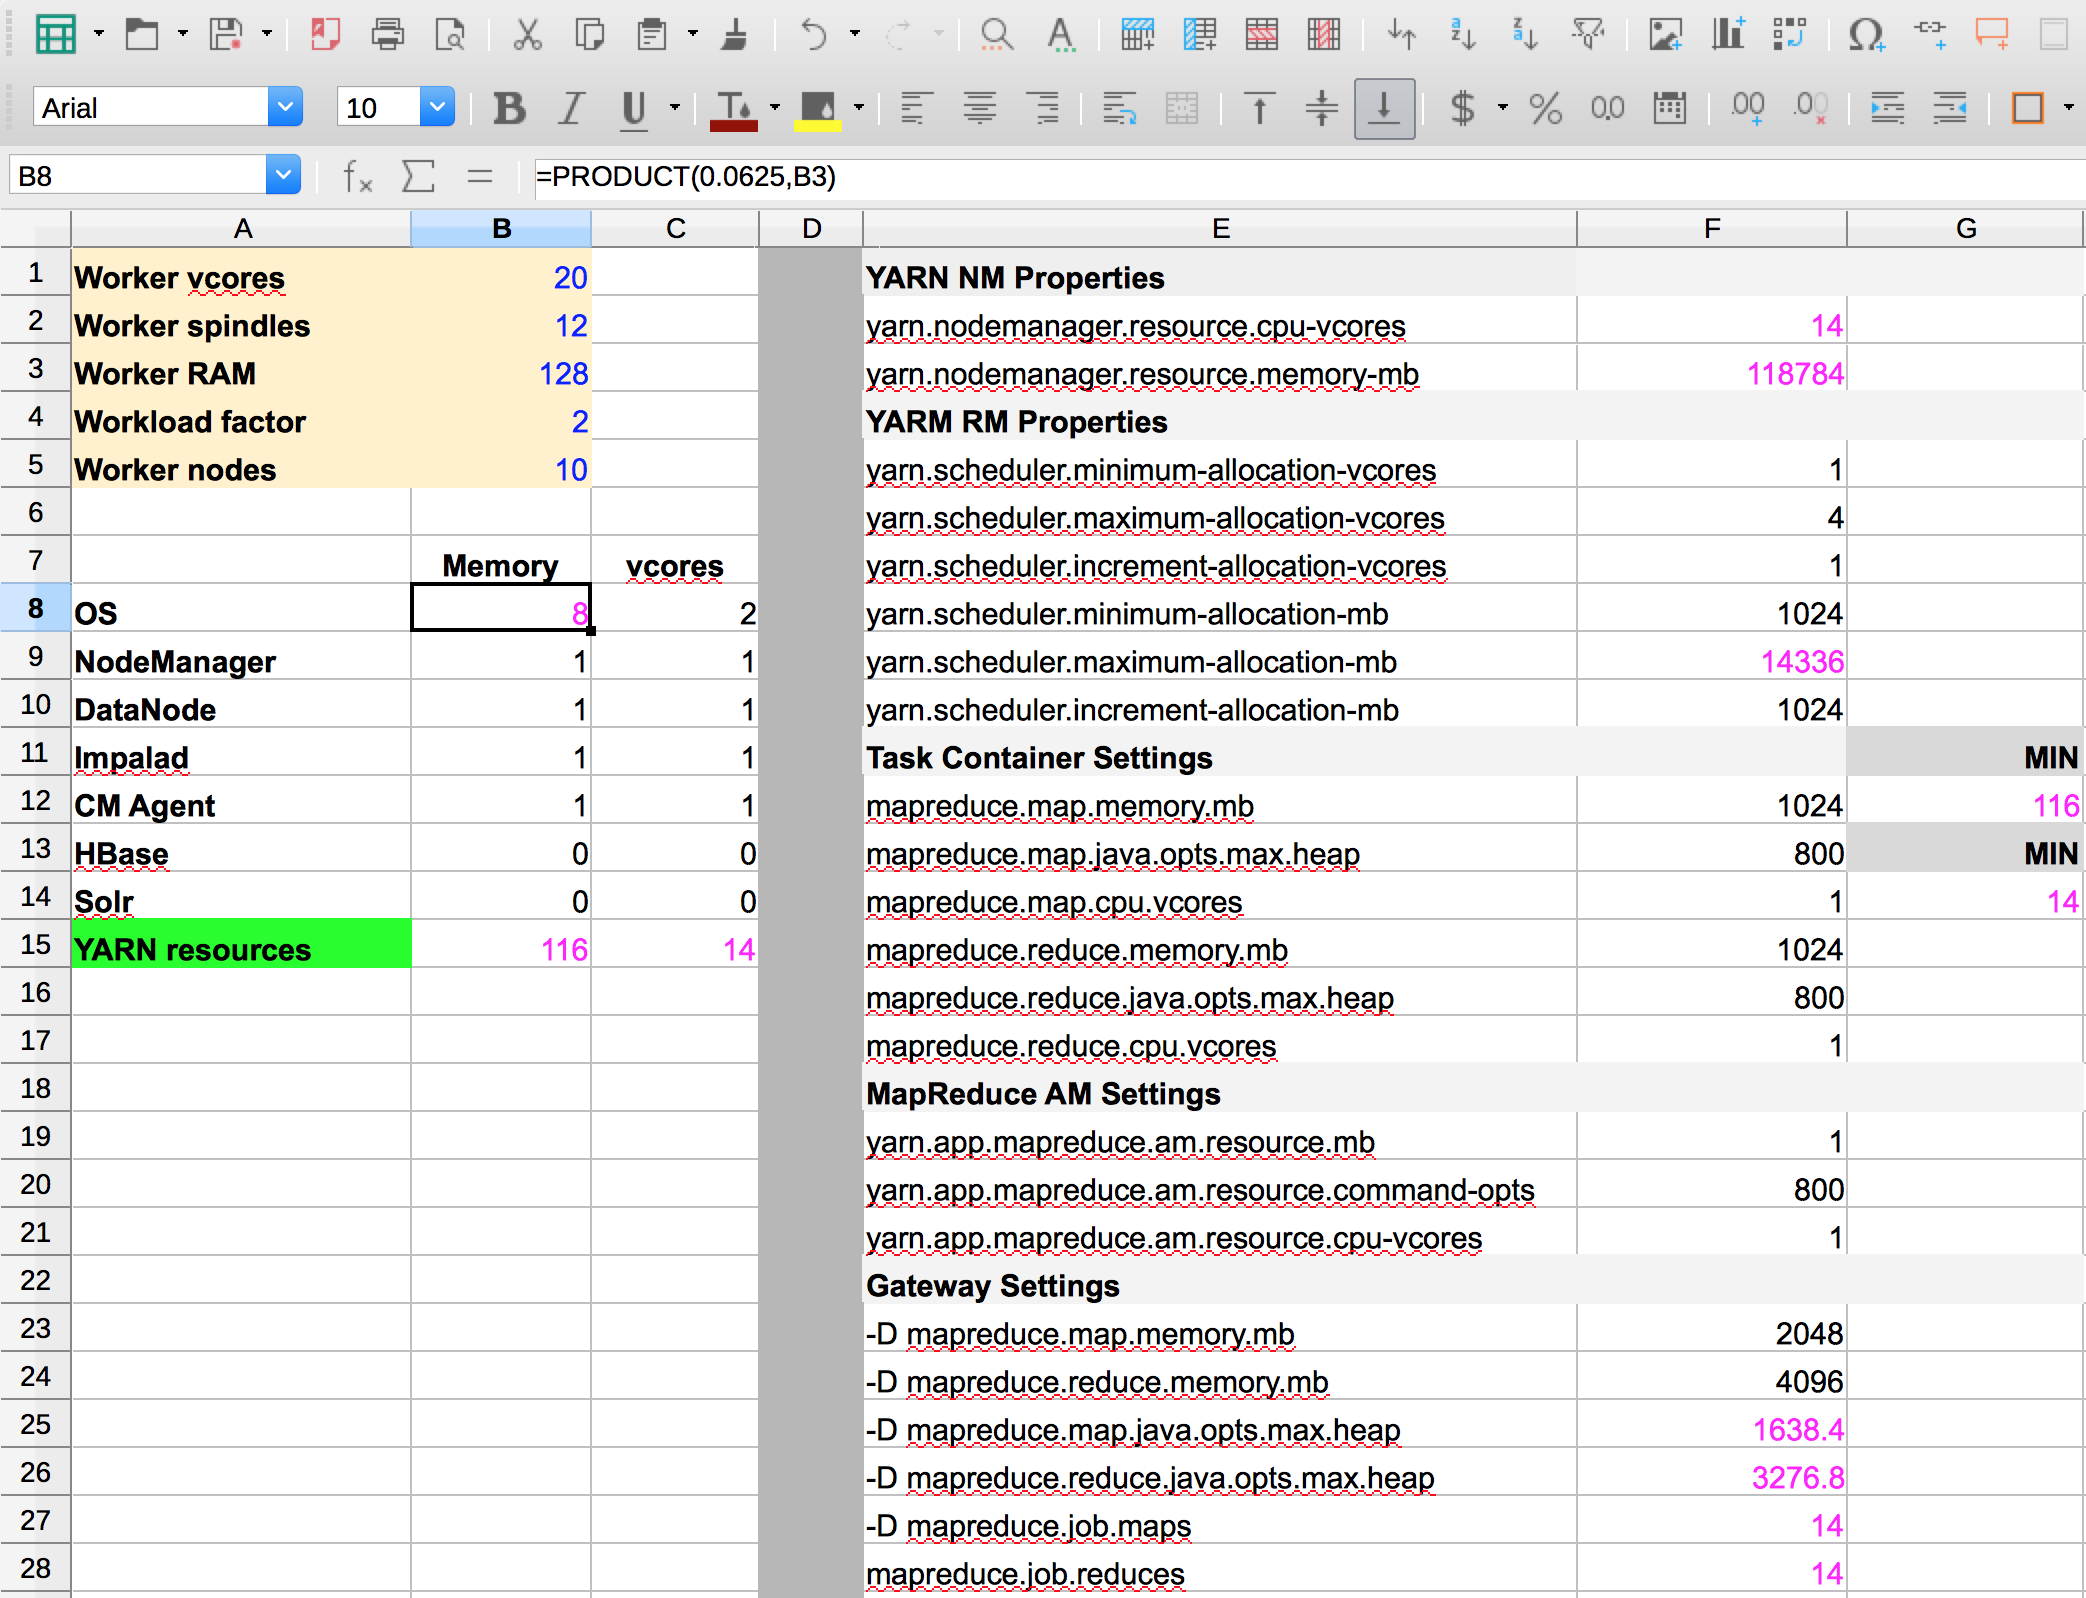 Arial 10 B I U $ % 0.0 .00 .00
B8 fx Σ = =PRODUCT(0.0625,B3)
A B C D E F G
1 Worker vcores 20 YARN NM Properties
2 Worker spindles 12 yarn.nodemanager.resource.cpu-vcores 14
3 Worker RAM 128 yarn.nodemanager.resource.memory-mb 118784
4 Workload factor 2 YARM RM Properties
5 Worker nodes 10 yarn.scheduler.minimum-allocation-vcores 1
6 yarn.scheduler.maximum-allocation-vcores 4
7 Memory vcores yarn.scheduler.increment-allocation-vcores 1
8 OS 8 2 yarn.scheduler.minimum-allocation-mb 1024
9 NodeManager 1 1 yarn.scheduler.maximum-allocation-mb 14336
10 DataNode 1 1 yarn.scheduler.increment-allocation-mb 1024
11 Impalad 1 1 Task Container Settings MIN
12 CM Agent 1 1 mapreduce.map.memory.mb 1024 116
13 HBase 0 0 mapreduce.map.java.opts.max.heap 800 MIN
14 Solr 0 0 mapreduce.map.cpu.vcores 1 14
15 YARN resources 116 14 mapreduce.reduce.memory.mb 1024
16 mapreduce.reduce.java.opts.max.heap 800
17 mapreduce.reduce.cpu.vcores 1
18 MapReduce AM Settings
19 yarn.app.mapreduce.am.resource.mb 1
20 yarn.app.mapreduce.am.resource.command-opts 800
21 yarn.app.mapreduce.am.resource.cpu-vcores 1
22 Gateway Settings
23 -D mapreduce.map.memory.mb 2048
24 -D mapreduce.reduce.memory.mb 4096
25 -D mapreduce.map.java.opts.max.heap 1638.4
26 -D mapreduce.reduce.java.opts.max.heap 3276.8
27 -D mapreduce.job.maps 14
28 mapreduce.job.reduces 14